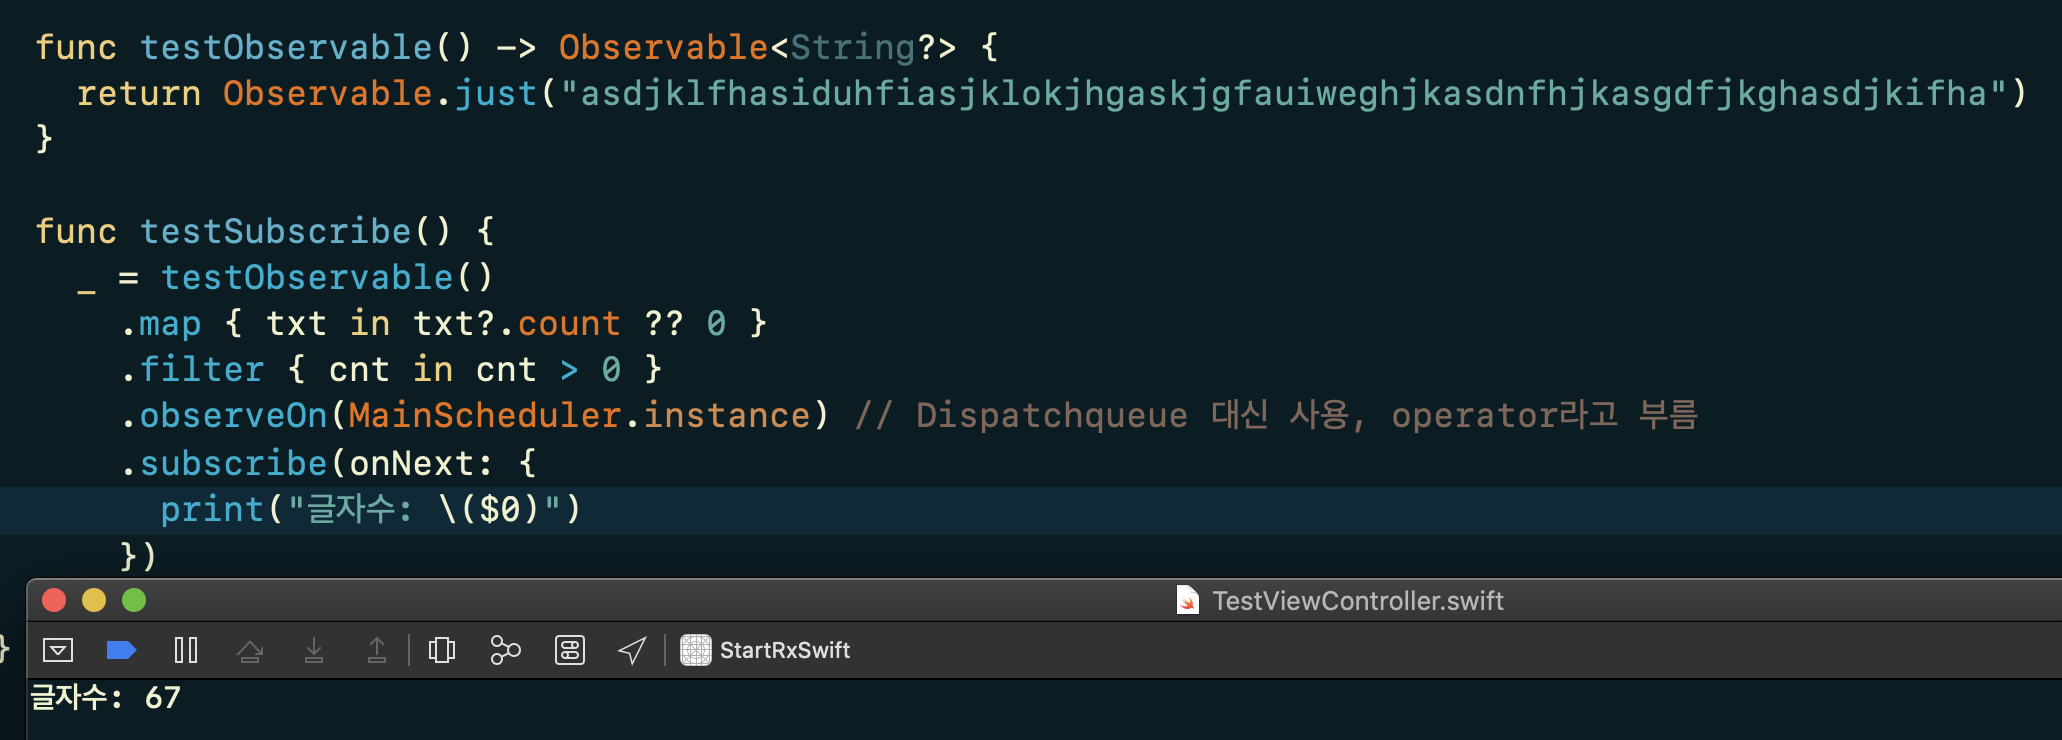 func testObservable() -> Observable<String?> {
return Observable.just("asdjklfhasiduhfiasjklokjhgaskjgfauiweghjkasdnfhjkasgdfjkghasdjkifha")
}
func testSubscribe() {
_ = testObservable()
.map { txt in txt?.count ?? 0 }
.filter { cnt in cnt > 0 }
.observeOn(MainScheduler.instance) // Dispatchqueue 대신 사용, operator라고 부름
.subscribe(onNext: {
print("글자수: \($0)")
})
TestViewController.swift
}
StartRxSwift
글자수: 67